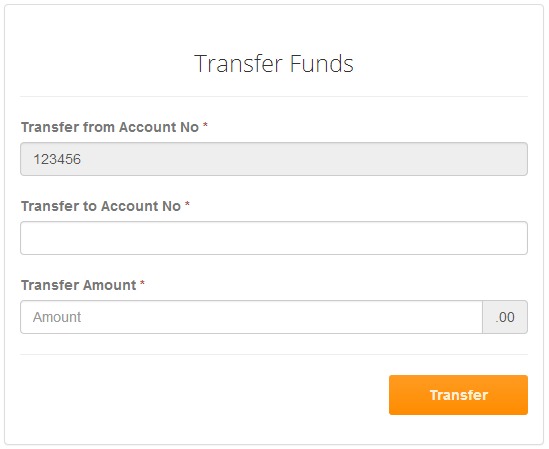 Transfer Funds
Transfer from Account No *
123456
Transfer to Account No *
Transfer Amount *
Amount .00
Transfer